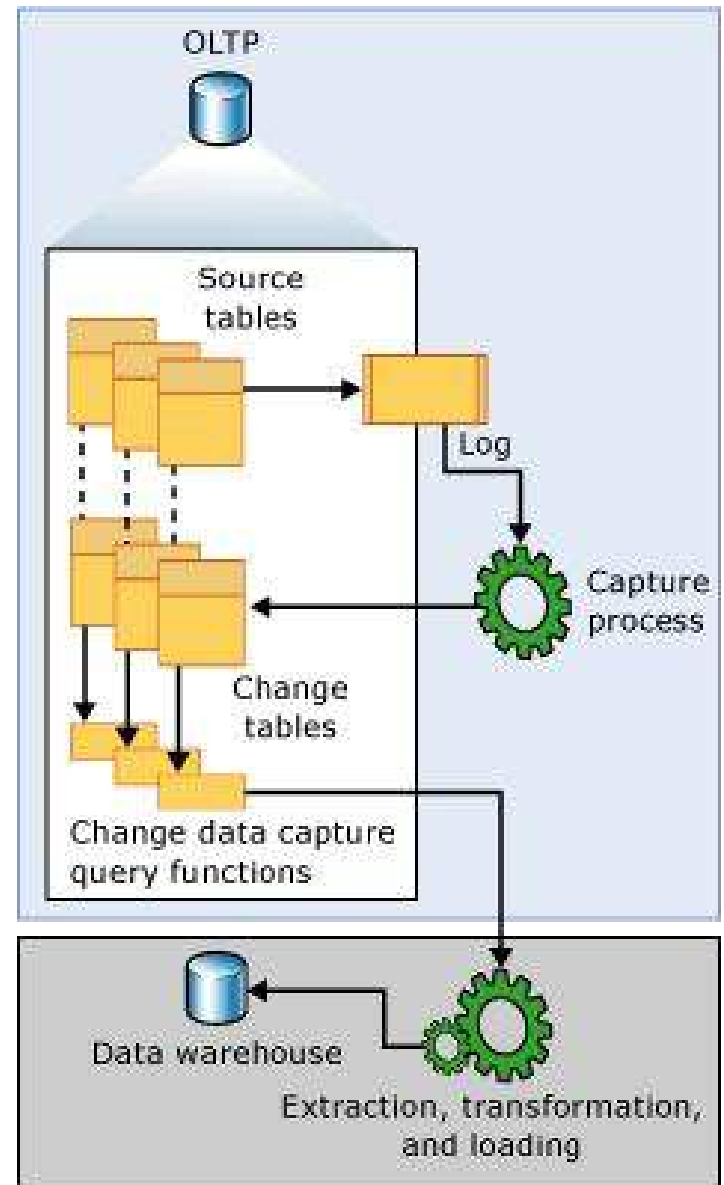 OLTP
Source
tables
Log
Capture
process
Change
tables
Change data capture
query functions
Data warehouse
Extraction, transformation,
and loading